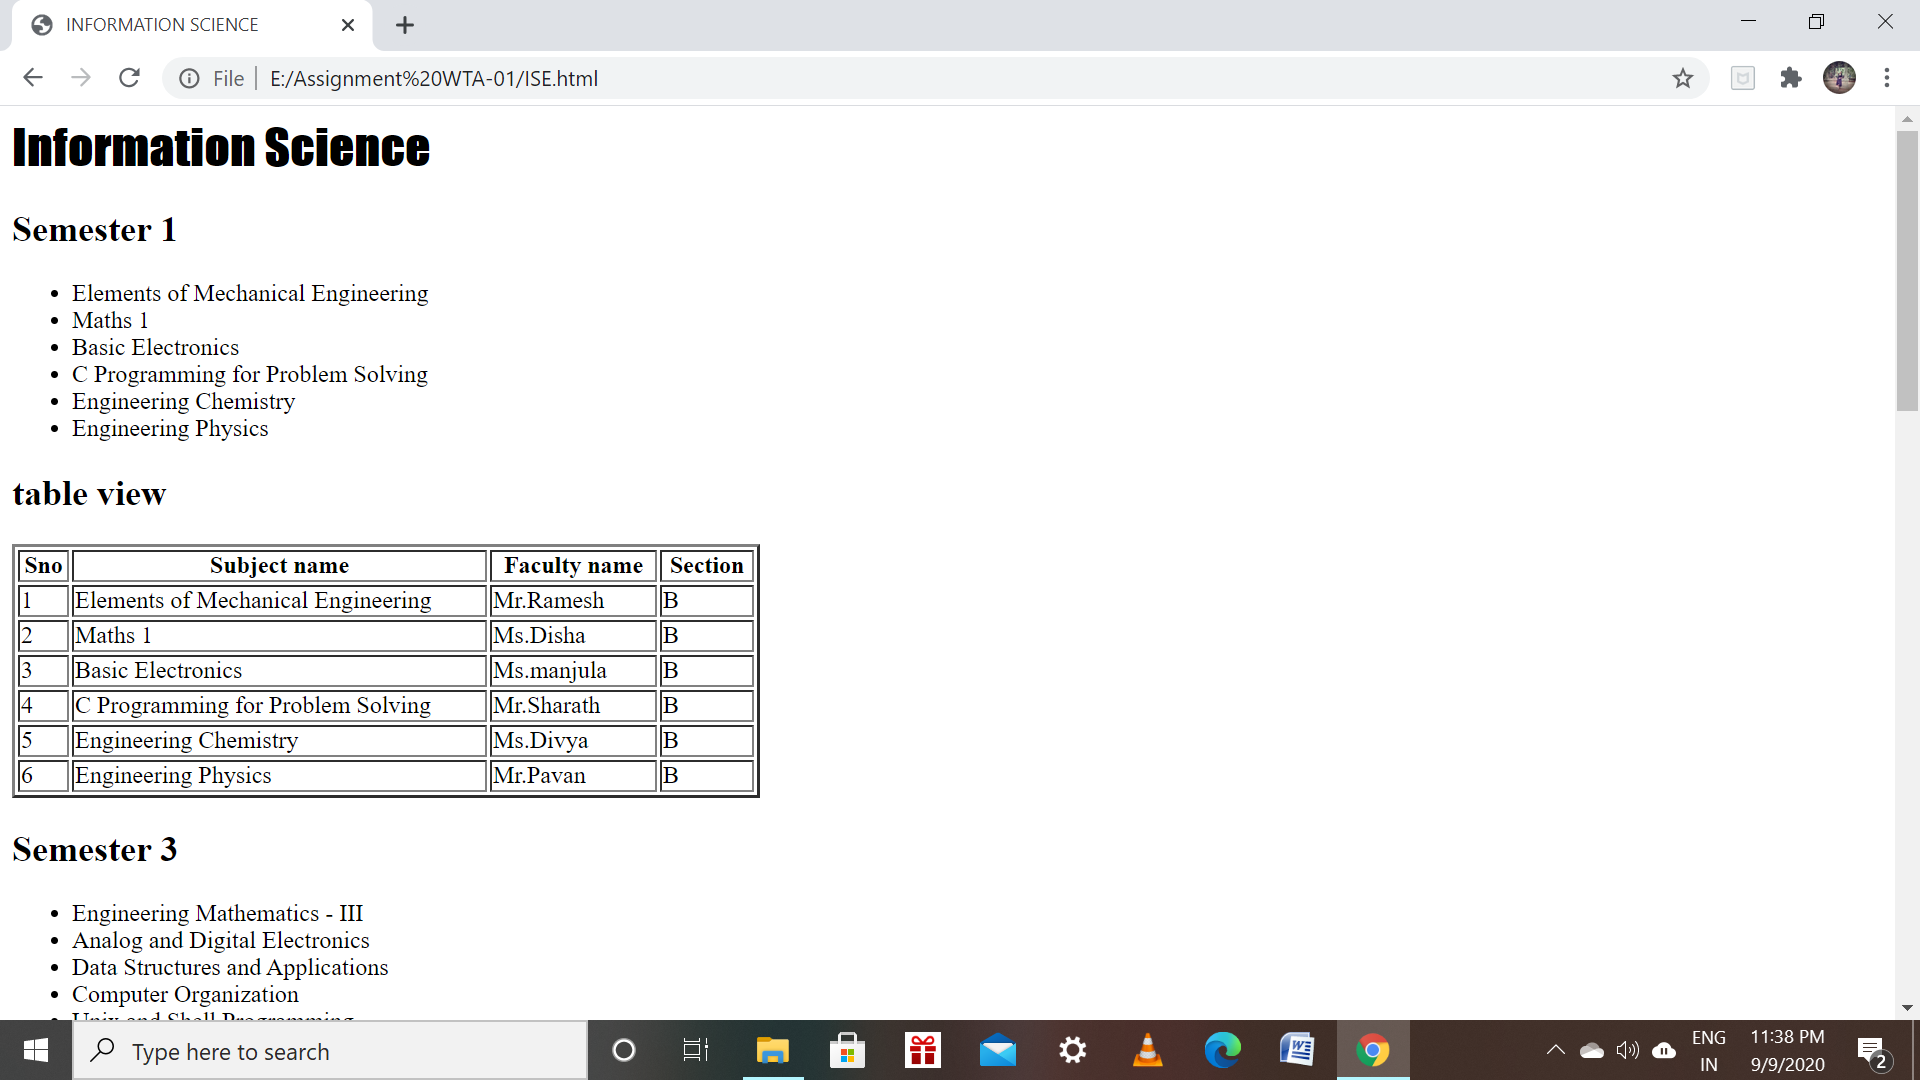 INFORMATION SCIENCE
File E:/Assignment%20WTA-01/ISE.html
Information Science
Semester 1
Elements of Mechanical Engineering
Maths 1
Basic Electronics
C Programming for Problem Solving
Engineering Chemistry
Engineering Physics
table view
Sno Subject name Faculty name Section
1 Elements of Mechanical Engineering Mr.Ramesh B
2 Maths 1 Ms.Disha B
3 Basic Electronics Ms.manjula B
4 C Programming for Problem Solving Mr.Sharath B
5 Engineering Chemistry Ms.Divya B
6 Engineering Physics Mr.Pavan B
Semester 3
Engineering Mathematics - III
Analog and Digital Electronics
Data Structures and Applications
Computer Organization
Unix and Shell Programming
Type here to search
ENG
IN
11:38 PM
9/9/2020
2